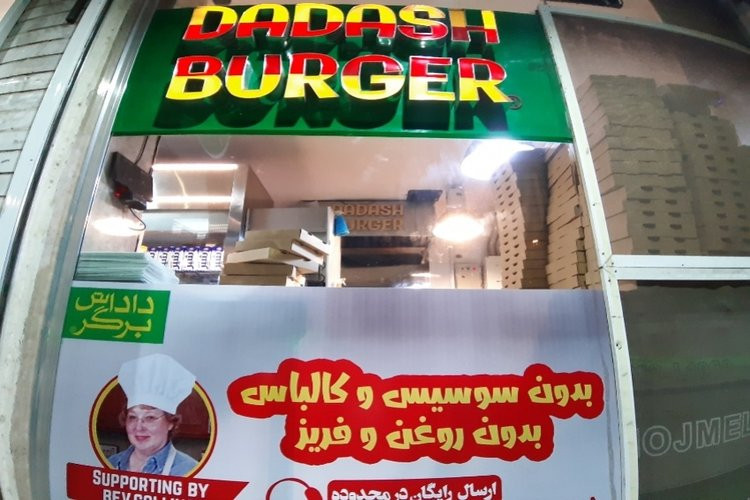 DADASH
BURGER
DADASH
BURGER
داداش
برگر
بدون سوسیس و کالباس
بدون روغن و فریز
SUPPORTING BY
ارسال رایگان در محدوده